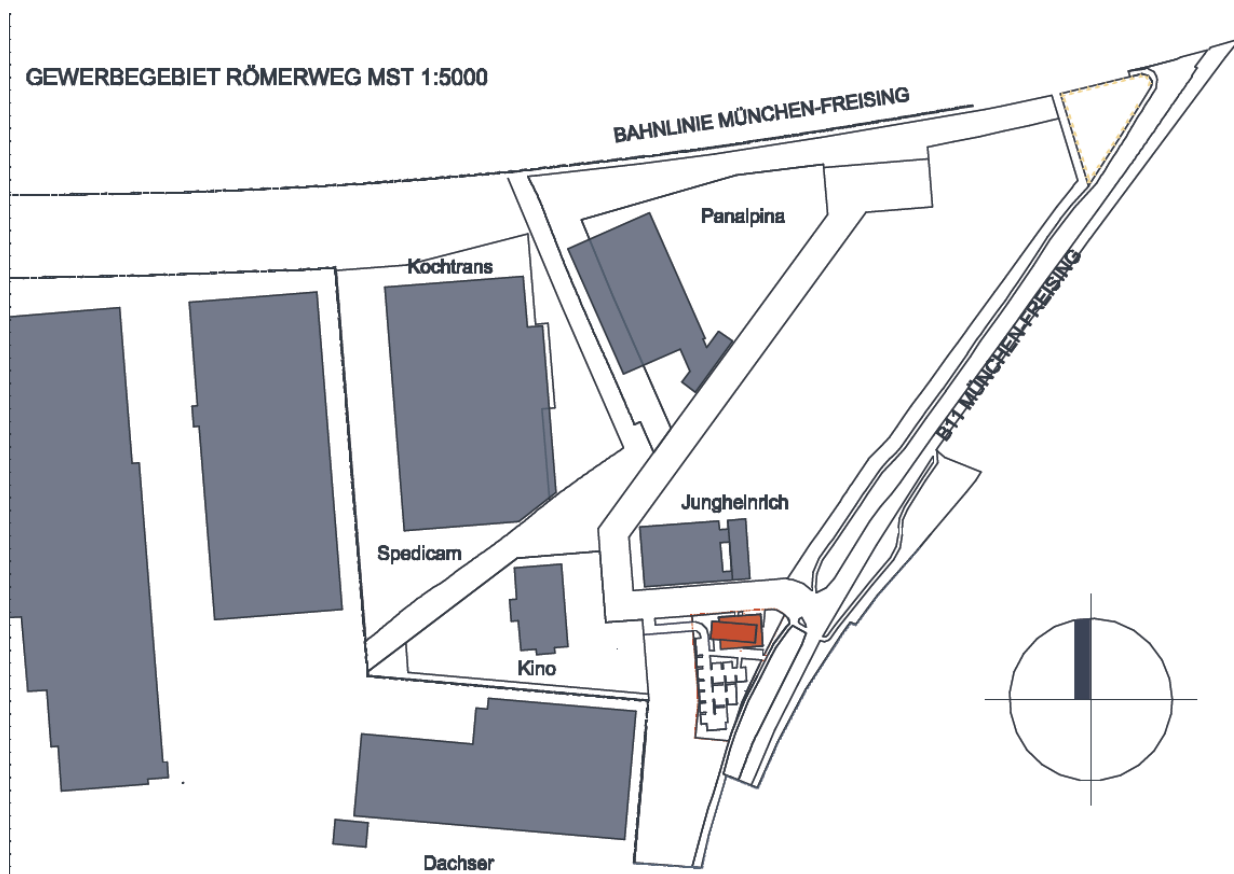 GEWERBEGEBIET RÖMERWEG MST 1:5000
BAHNLINIE MÜNCHEN-FREISING
Panalpina
Kochtrans
B11 MÜNCHEN-FREISING
Jungheinrich
Spedicam
Kino
Dachser